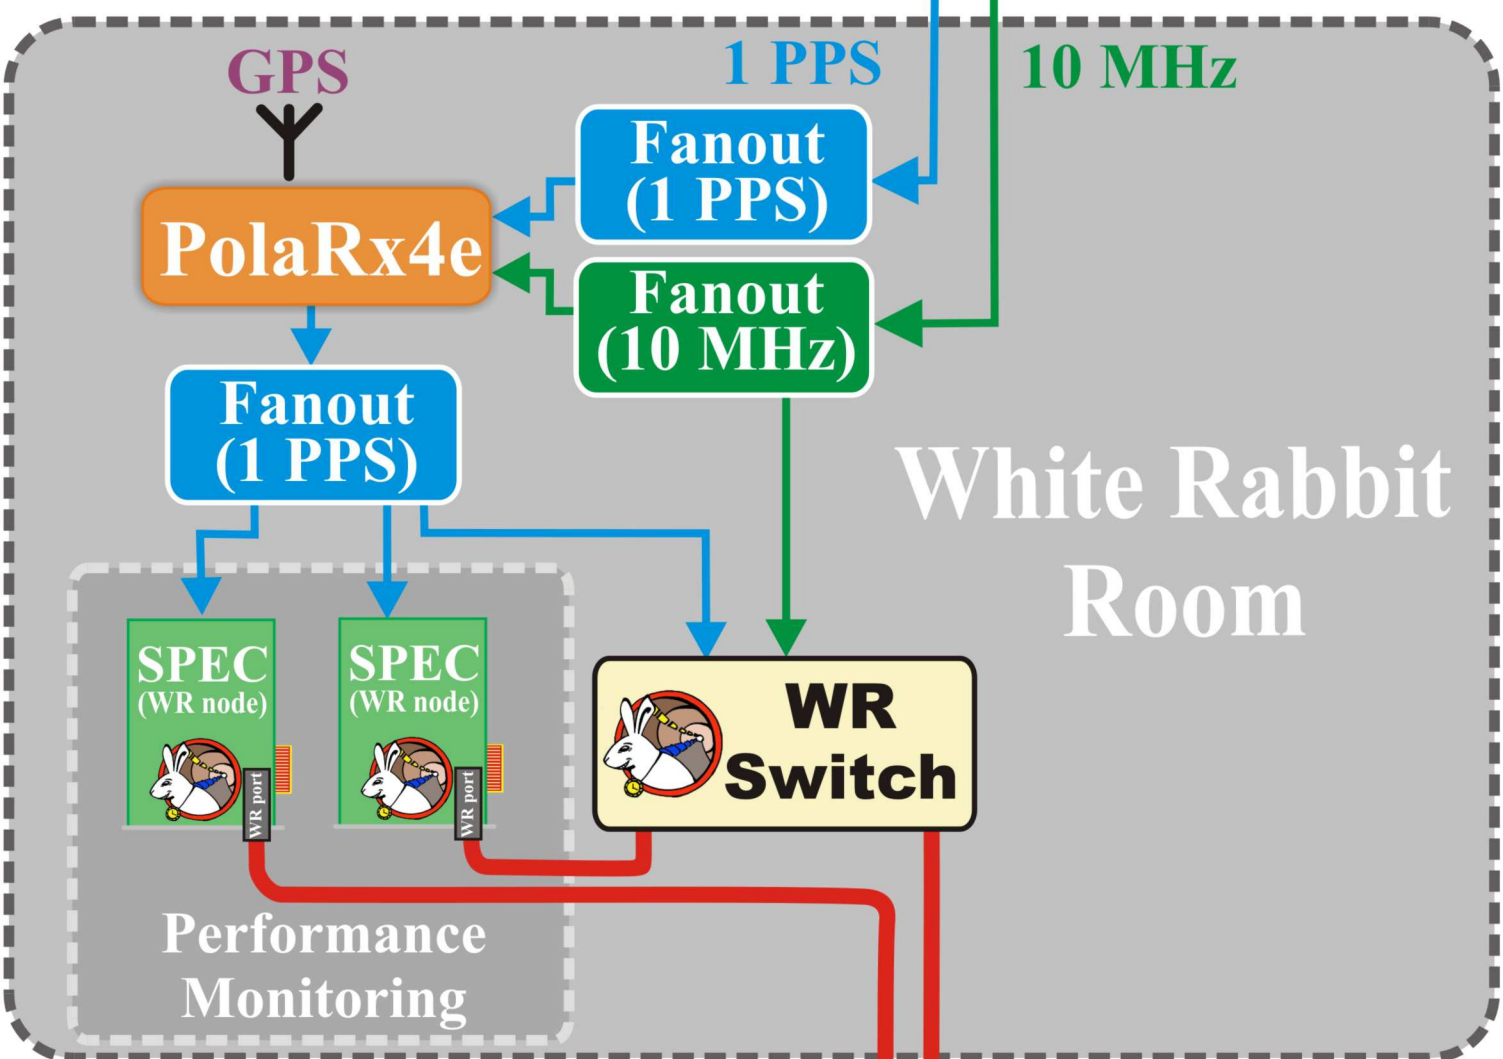 GPS
1 PPS
10 MHz
Fanout
(1 PPS)
PolaRx4e
Fanout
(10 MHz)
Fanout
(1 PPS)
White Rabbit
Room
SPEC
(WR node)
WR port
SPEC
(WR node)
WR port
WR
Switch
Performance
Monitoring